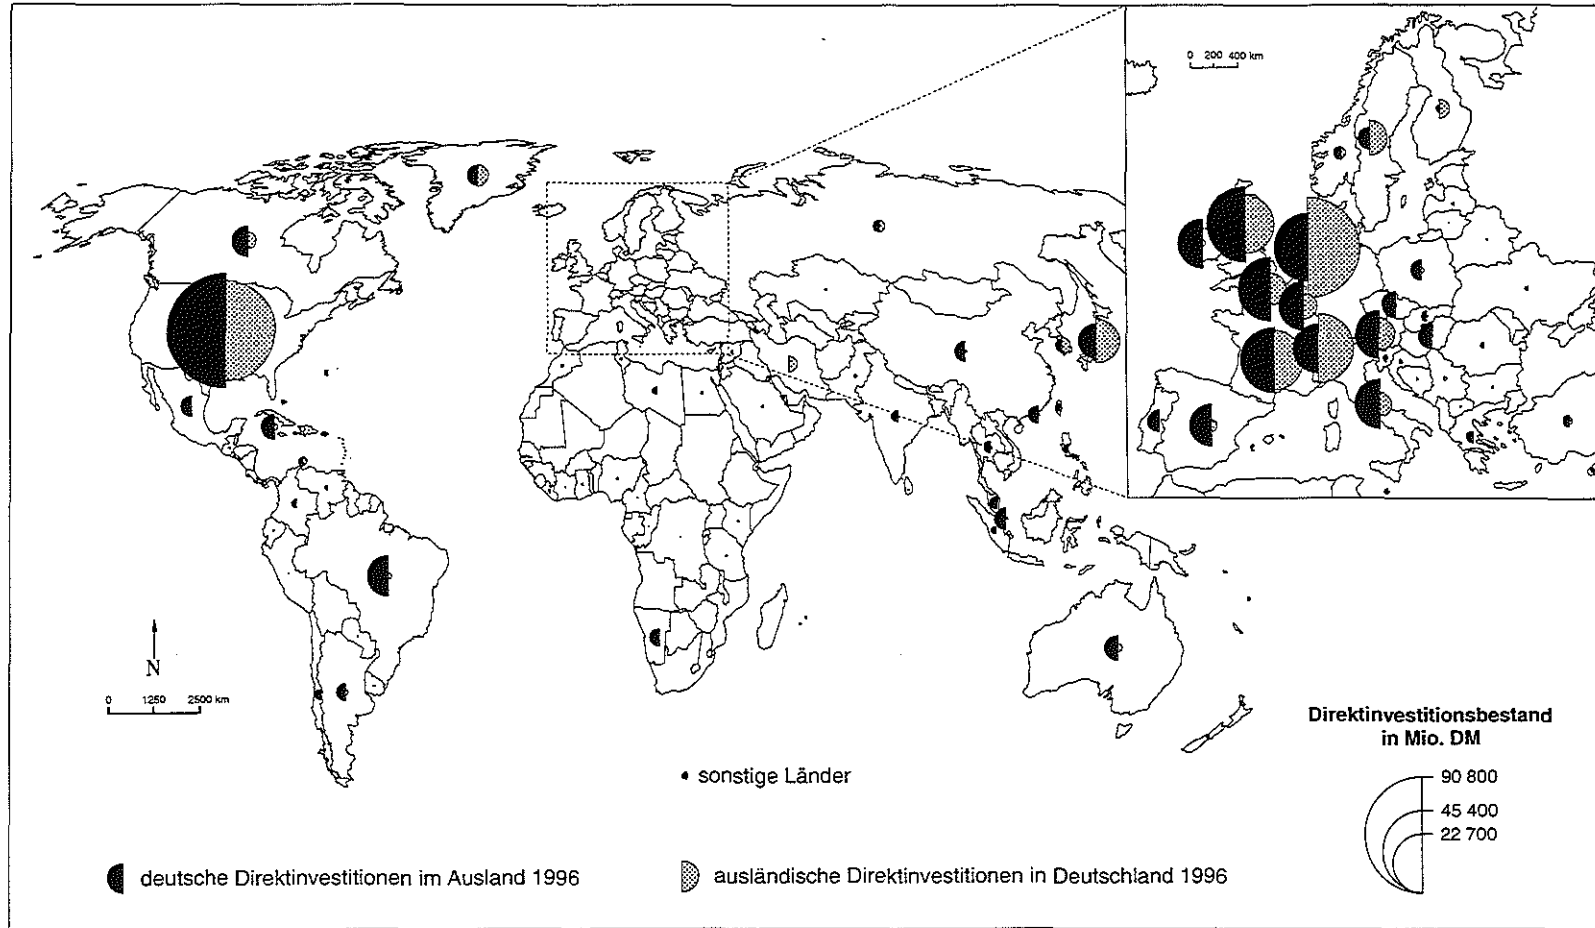 0 200 400 km
N
0 1250 2500 km
Direktinvestitionsbestand
in Mio. DM
90 800
45 400
22 700
sonstige Länder
deutsche Direktinvestitionen im Ausland 1996
ausländische Direktinvestitionen in Deutschland 1996